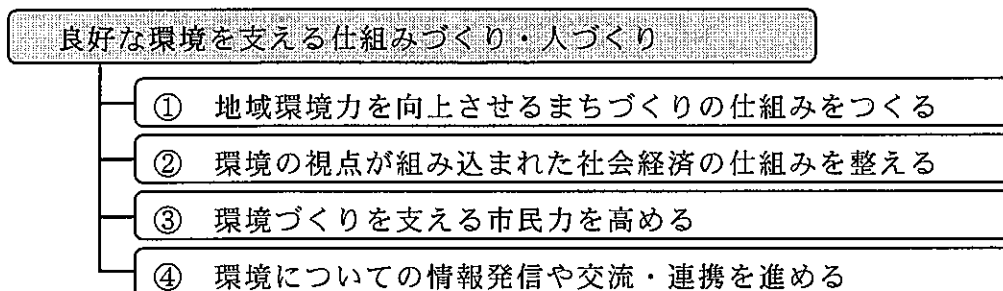 良好な環境を支える仕組みづくり・人づくり
① 地域環境力を向上させるまちづくりの仕組みをつくる
② 環境の視点が組み込まれた社会経済の仕組みを整える
③ 環境づくりを支える市民力を高める
④ 環境についての情報発信や交流・連携を進める